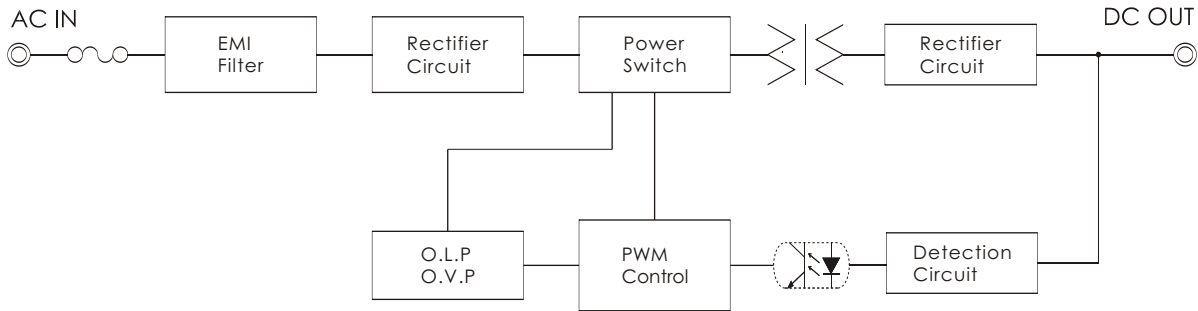 AC IN
DC OUT
EMI
Filter
Rectifier
Circuit
Power
Switch
Rectifier
Circuit
O.L.P
O.V.P
PWM
Control
Detection
Circuit